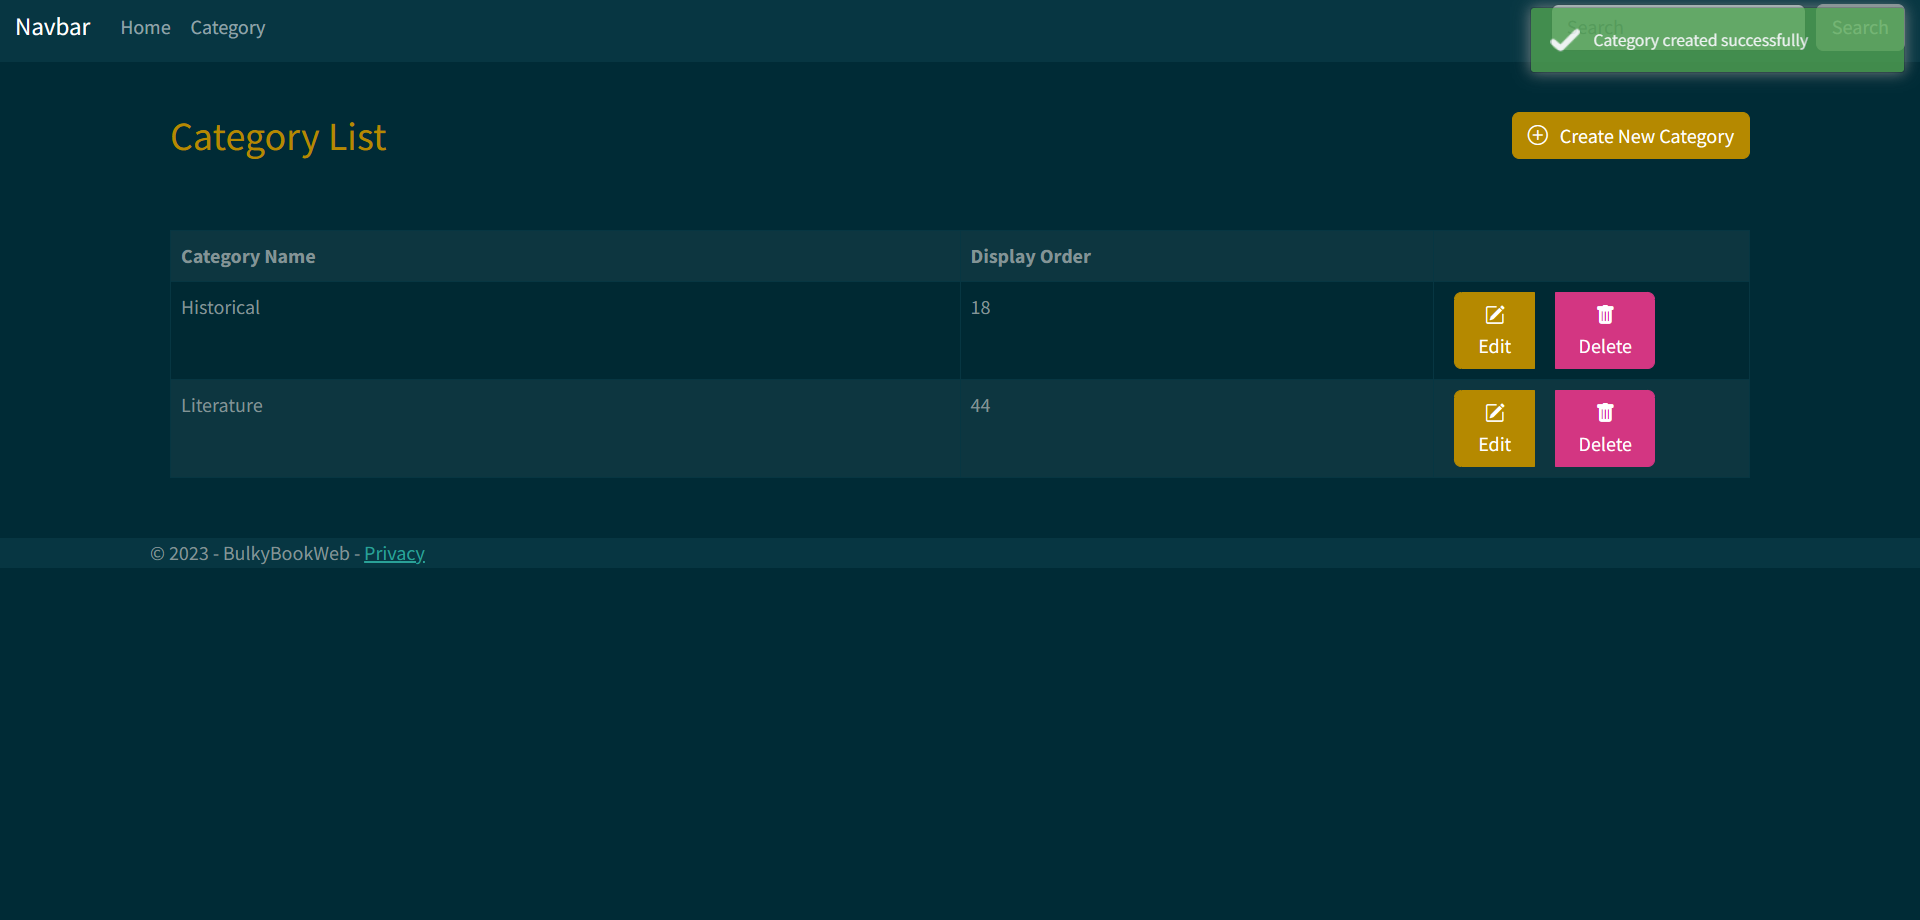 Navbar Home Category Search Search
Category created successfully
Category List Create New Category
Category Name Display Order
Historical 18 Edit Delete
Literature 44 Edit Delete
© 2023 - BulkyBookWeb - Privacy